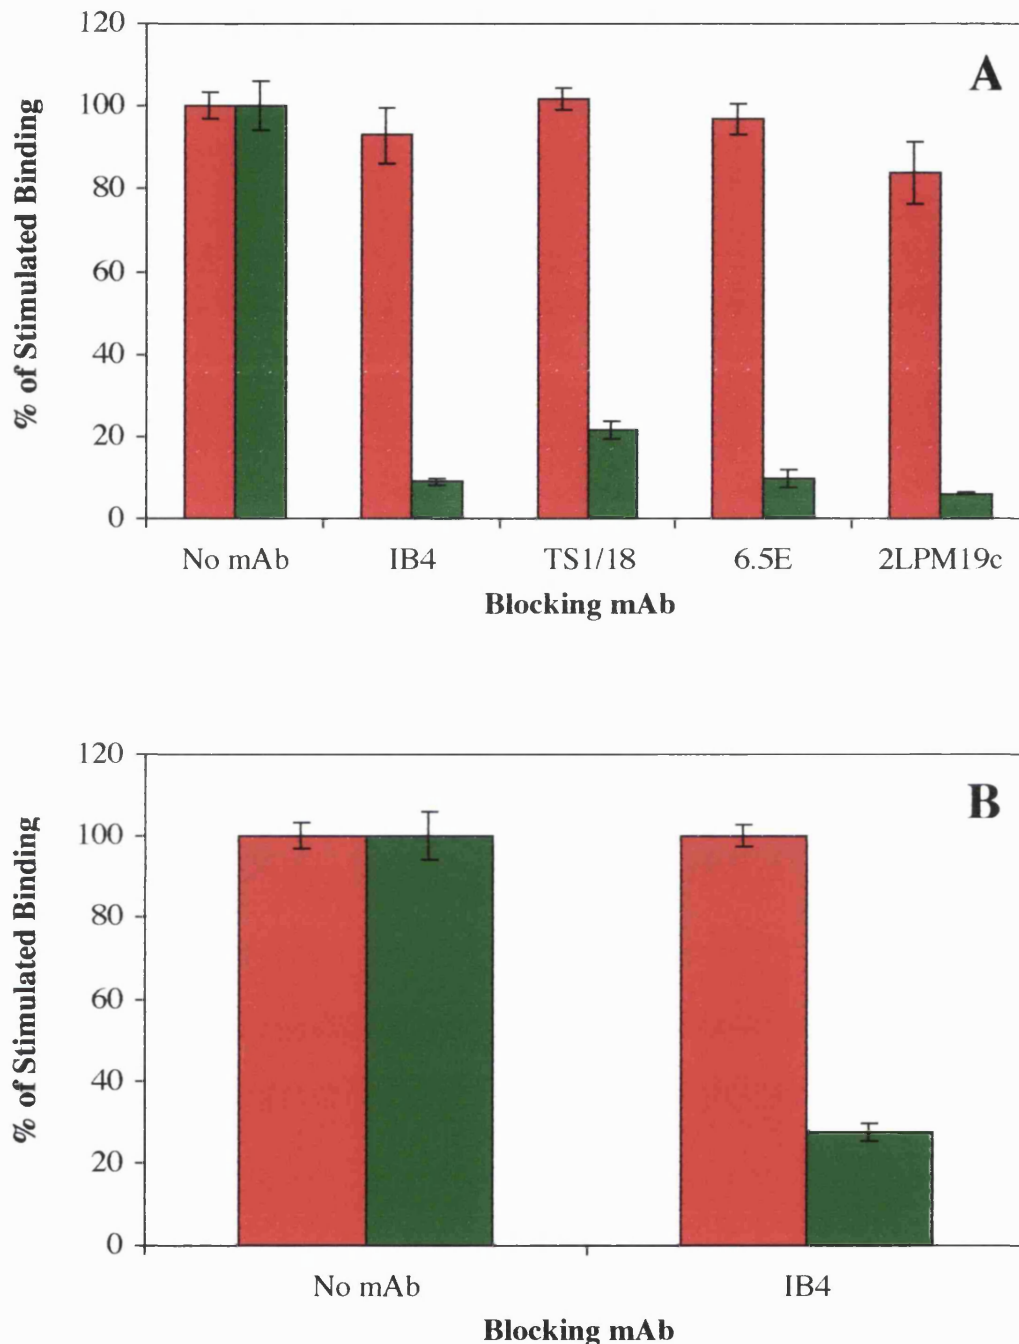 A
% of Stimulated Binding
120
100
80
60
40
20
0
No mAb IB4 TS1/18 6.5E 2LPM19c
Blocking mAb
B
% of Stimulated Binding
120
100
80
60
40
20
0
No mAb IB4
Blocking mAb